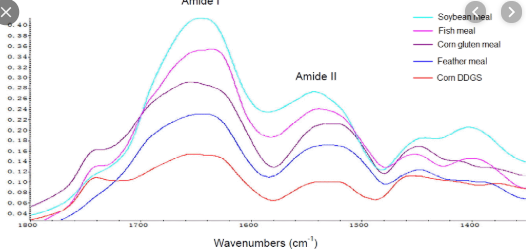 Amide I
Soybean meal
Fish meal
Corn gluten meal
Feather meal
Corn DDGS
Amide II
0.40
0.38
0.36
0.34
0.32
0.30
0.28
0.26
0.24
0.22
0.20
0.18
0.16
0.14
0.12
0.10
0.08
0.06
0.04
1800 1700 1600 1500 1400
Wavenumbers (cm⁻¹)